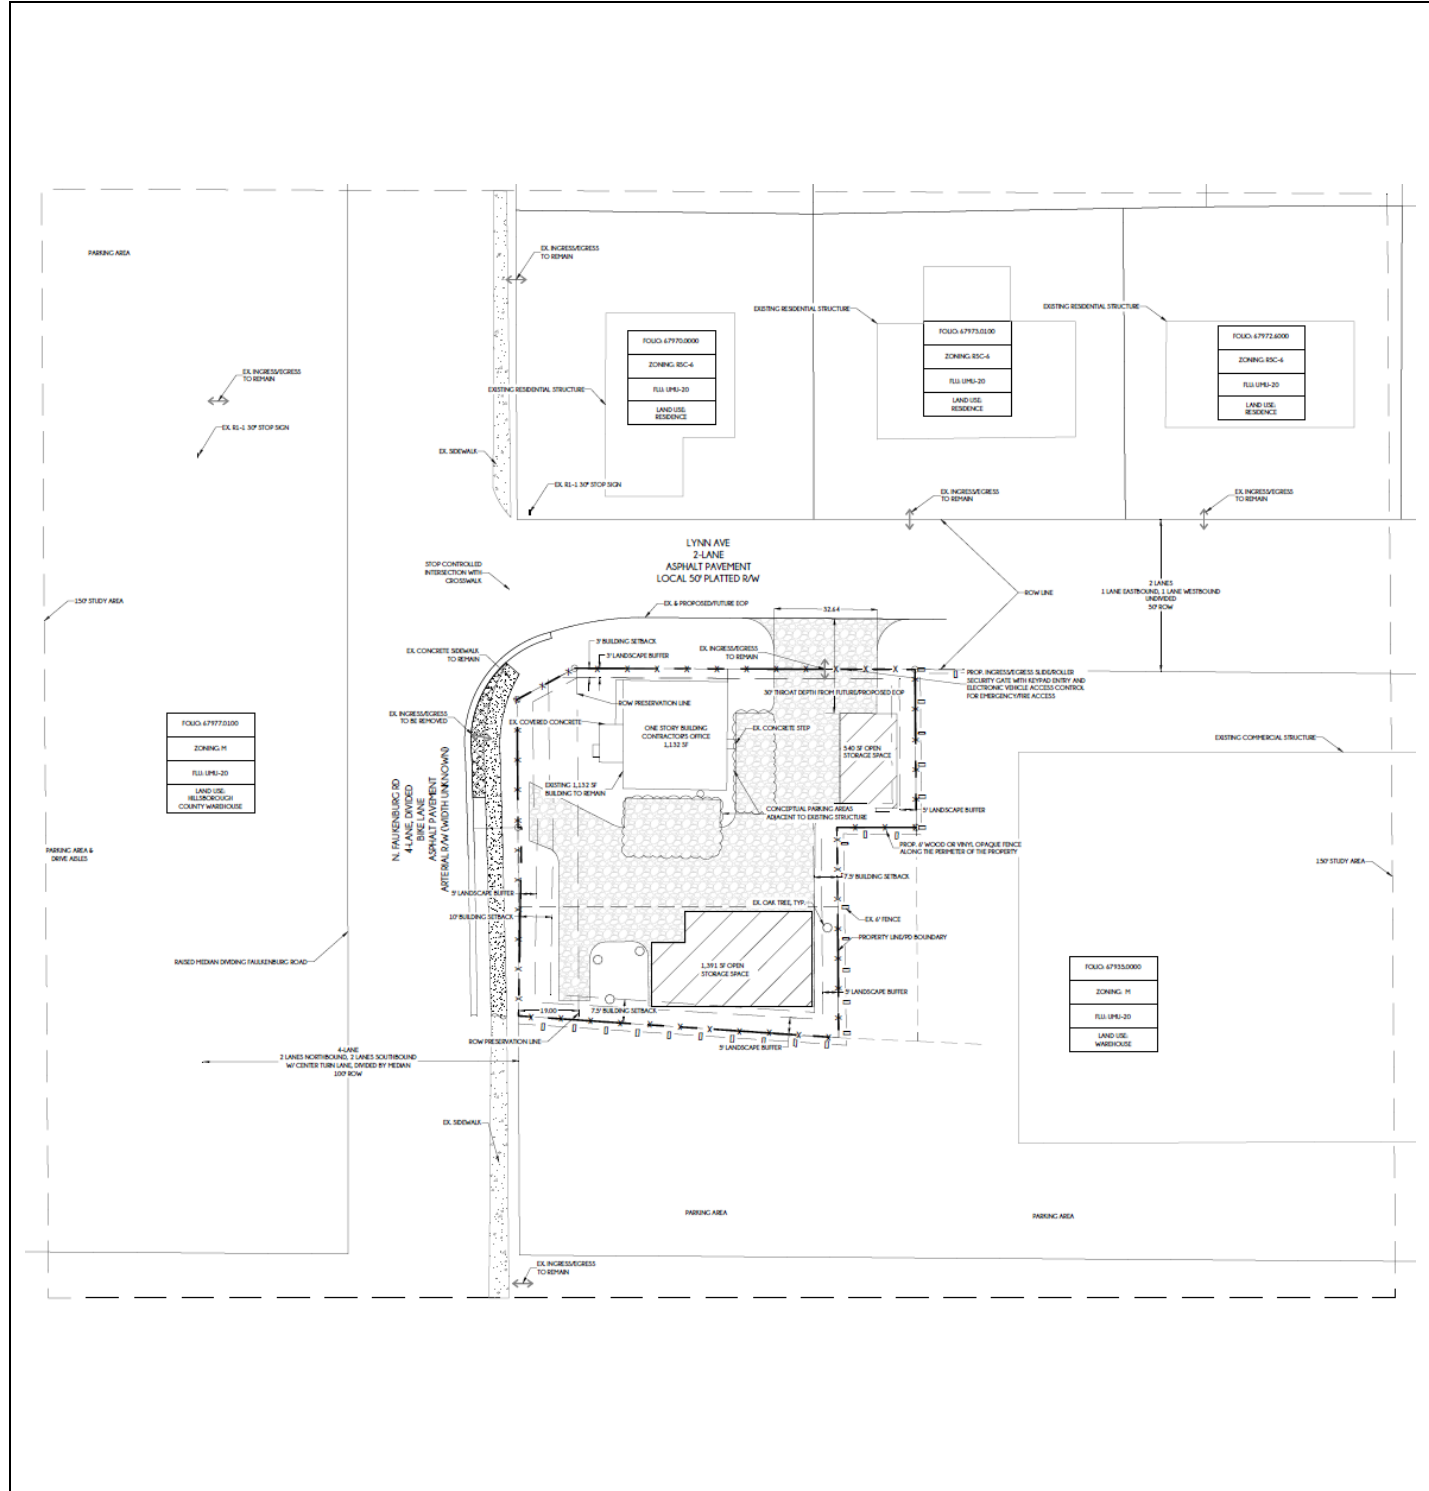 PARKING AREA
EX. INGRESS/EGRESS
TO REMAIN
EX. INGRESS/EGRESS
TO REMAIN
EX. R1-1 30" STOP SIGN
EXISTING RESIDENTIAL STRUCTURE
FOLIO: 67970.0000
ZONING: RSC-6
FLU: UMU-20
LAND USE:
RESIDENCE
EXISTING RESIDENTIAL STRUCTURE
FOLIO: 67973.0100
ZONING: RSC-6
FLU: UMU-20
LAND USE:
RESIDENCE
EXISTING RESIDENTIAL STRUCTURE
FOLIO: 67972.6000
ZONING: RSC-6
FLU: UMU-20
LAND USE:
RESIDENCE
EX. SIDEWALK
EX. R1-1 30" STOP SIGN
EX. INGRESS/EGRESS
TO REMAIN
EX. INGRESS/EGRESS
TO REMAIN
LYNN AVE
2-LANE
ASPHALT PAVEMENT
LOCAL 50' PLATTED R/W
STOP CONTROLLED
INTERSECTION WITH
CROSSWALK
150' STUDY AREA
ROW LINE
2 LANES
1 LANE EASTBOUND, 1 LANE WESTBOUND
UNDIVIDED
50' ROW
EX. & PROPOSED/FUTURE EOP
32.64
3' BUILDING SETBACK
3' LANDSCAPE BUFFER
EX. INGRESS/EGRESS
TO REMAIN
EX. CONCRETE SIDEWALK
TO REMAIN
PROP. INGRESS/EGRESS SLIDE/ROLLER
SECURITY GATE WITH KEYPAD ENTRY AND
ELECTRONIC VEHICLE ACCESS CONTROL
FOR EMERGENCY/FIRE ACCESS
30' THROAT DEPTH FROM FUTURE/PROPOSED EOP
ROW PRESERVATION LINE
EX. INGRESS/EGRESS
TO BE REMOVED
EX. COVERED CONCRETE
ONE STORY BUILDING
CONTRACTOR'S OFFICE
1,132 SF
EX. CONCRETE STEP
540 SF OPEN
STORAGE SPACE
EXISTING COMMERCIAL STRUCTURE
FOLIO: 67977.0100
ZONING: M
FLU: UMU-20
LAND USE:
HILLSBOROUGH
COUNTY WAREHOUSE
EXISTING 1,132 SF
BUILDING TO REMAIN
CONCEPTUAL PARKING AREAS
ADJACENT TO EXISTING STRUCTURE
5' LANDSCAPE BUFFER
N. FAULKENBURG RD
4-LANE, DIVIDED
BIKE LANE
ASPHALT PAVEMENT
ARTERIAL R/W (WIDTH UNKNOWN)
PROP. 6' WOOD OR VINYL OPAQUE FENCE
ALONG THE PERIMETER OF THE PROPERTY
PARKING AREA &
DRIVE AISLES
150' STUDY AREA
7.5' BUILDING SETBACK
5' LANDSCAPE BUFFER
10' BUILDING SETBACK
EX. OAK TREE, TYP.
EX. 6' FENCE
PROPERTY LINE/PD BOUNDARY
RAISED MEDIAN DIVIDING FAULKENBURG ROAD
1,391 SF OPEN
STORAGE SPACE
5' LANDSCAPE BUFFER
FOLIO: 67935.0000
ZONING: M
FLU: UMU-20
LAND USE:
WAREHOUSE
19.00
7.5' BUILDING SETBACK
ROW PRESERVATION LINE
5' LANDSCAPE BUFFER
4-LANE
2 LANES NORTHBOUND, 2 LANES SOUTHBOUND
W/ CENTER TURN LANE, DIVIDED BY MEDIAN
100' ROW
EX. SIDEWALK
PARKING AREA
PARKING AREA
EX. INGRESS/EGRESS
TO REMAIN